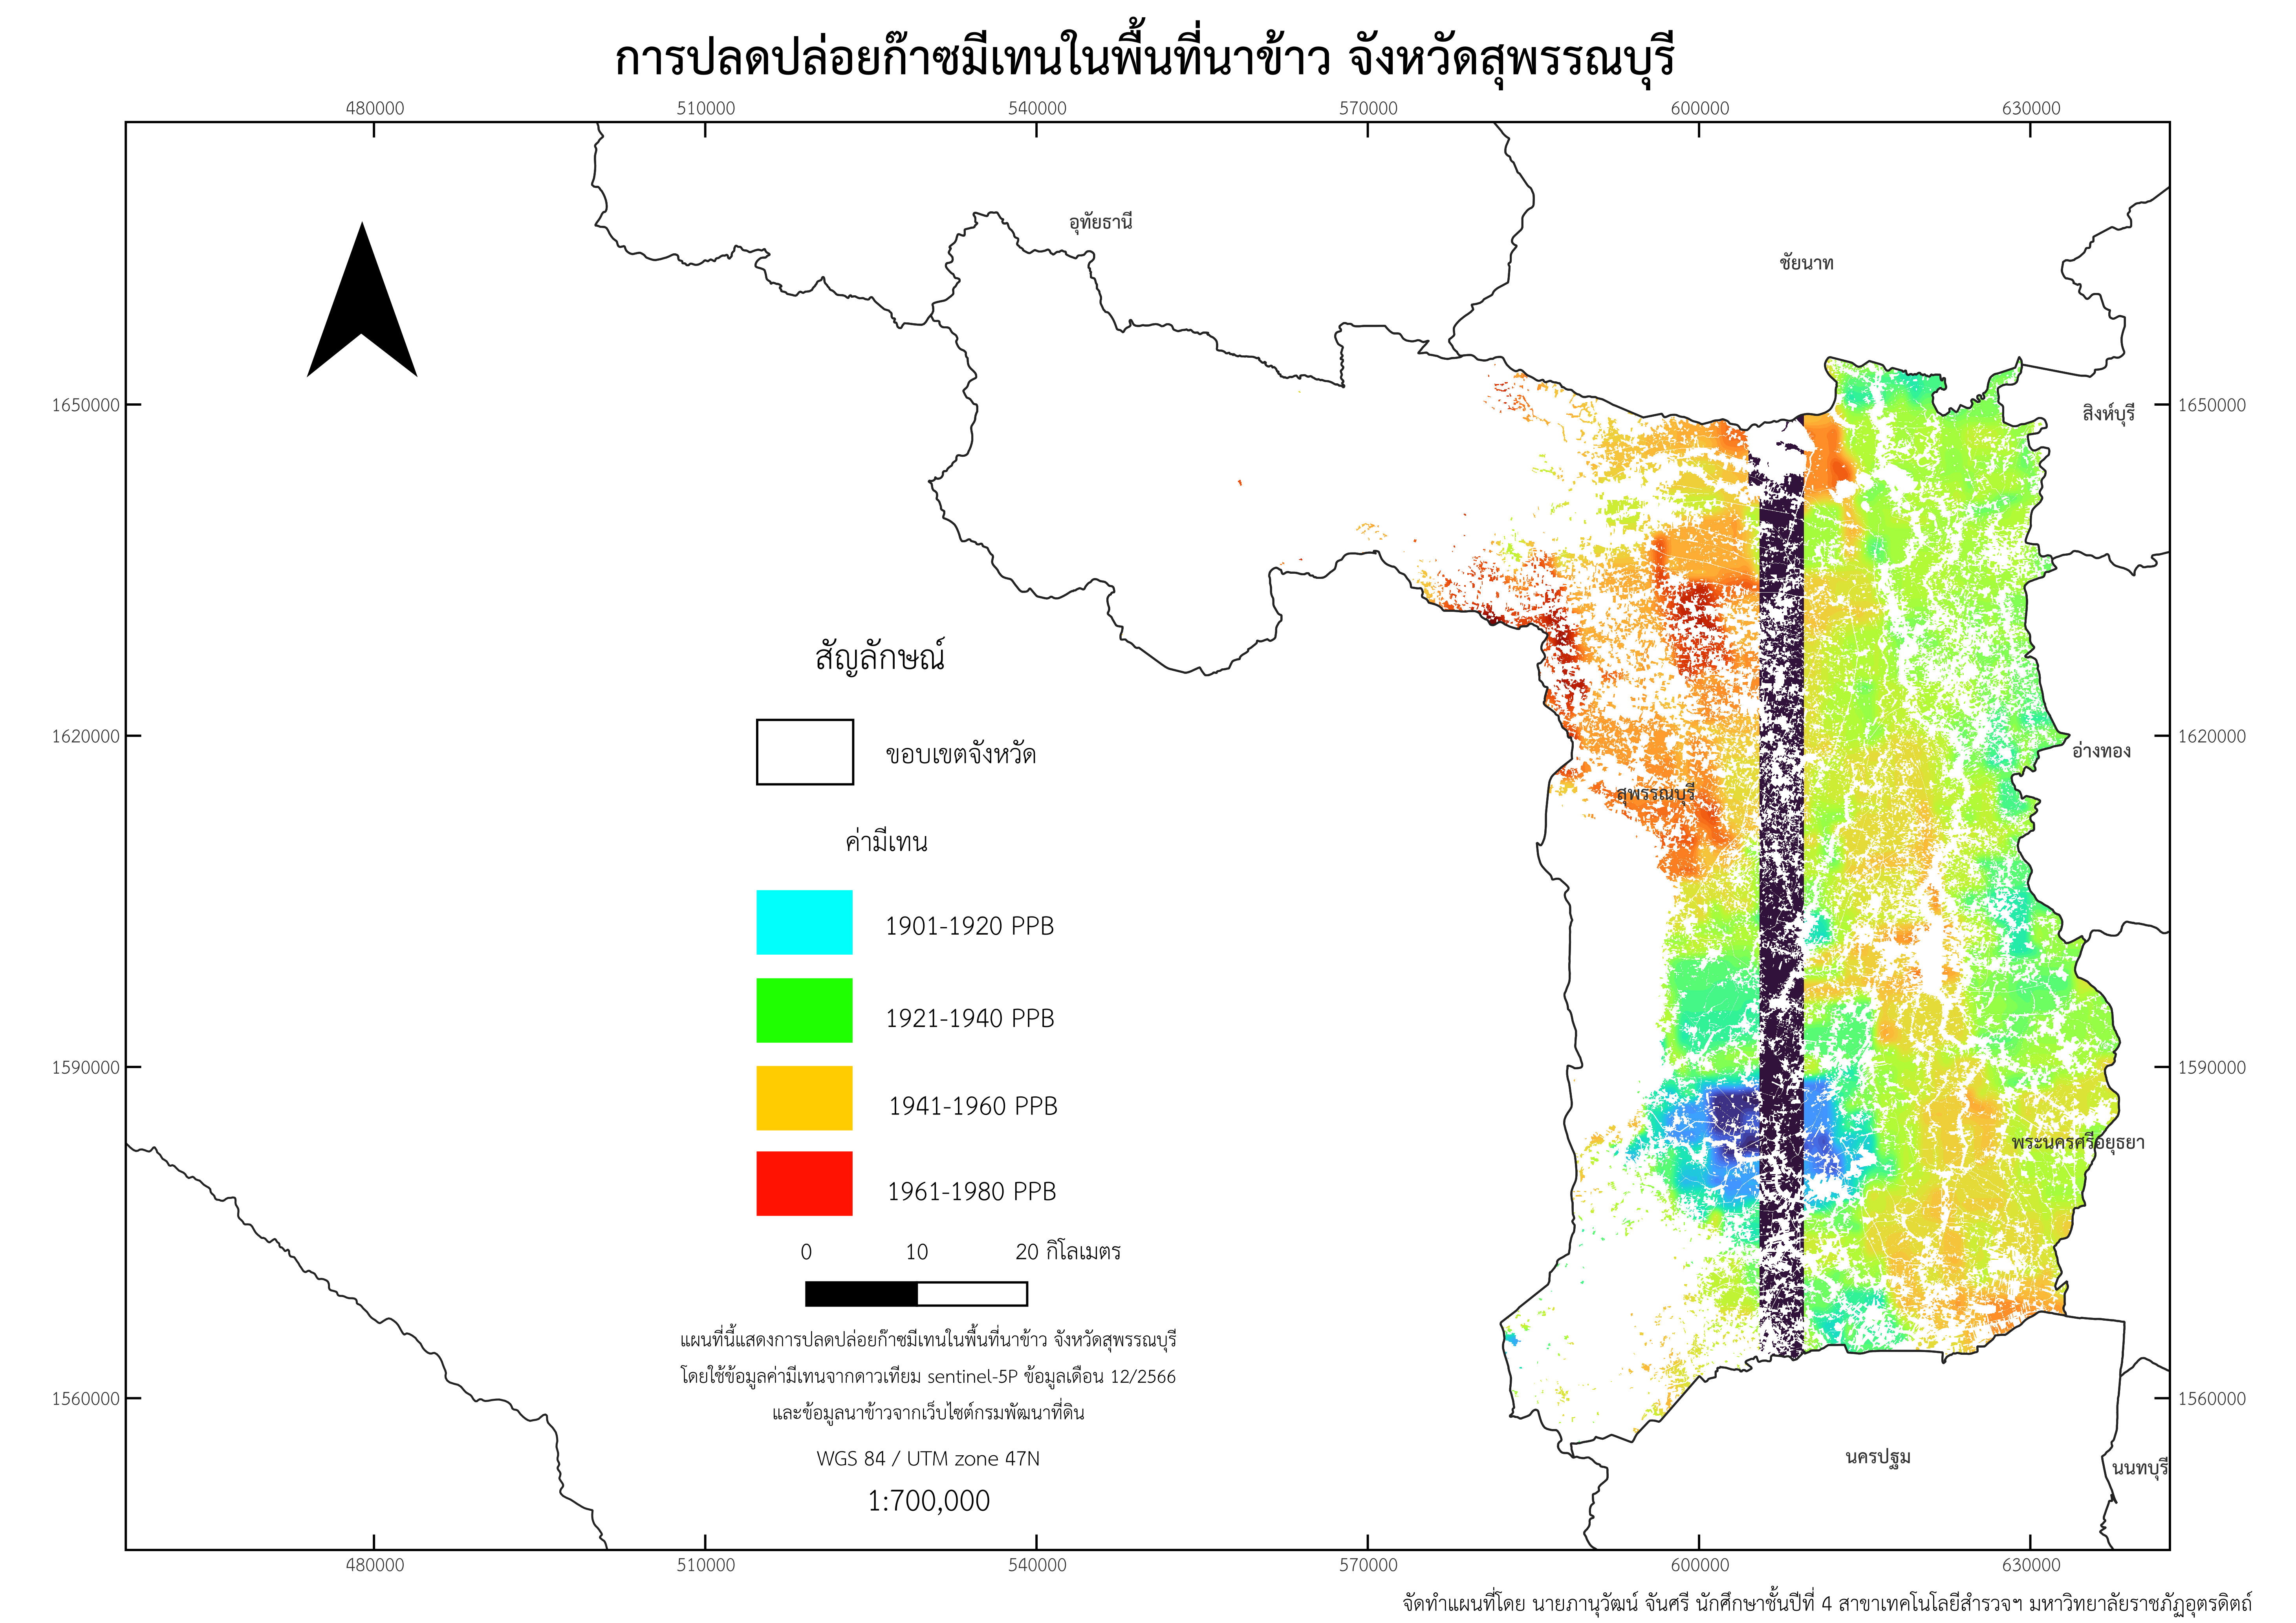 การปลดปล่อยก๊าซมีเทนในพื้นที่นาข้าว จังหวัดสุพรรณบุรี
480000 510000 540000 570000 600000 630000
อุทัยธานี
ชัยนาท
1650000 1650000
สิงห์บุรี
สัญลักษณ์
1620000 1620000
ขอบเขตจังหวัด
อ่างทอง
สุพรรณบุรี
ค่ามีเทน
1901-1920 PPB
1921-1940 PPB
1590000 1590000
1941-1960 PPB
พระนครศรีอยุธยา
1961-1980 PPB
0 10 20 กิโลเมตร
แผนที่นี้แสดงการปลดปล่อยก๊าซมีเทนในพื้นที่นาข้าว จังหวัดสุพรรณบุรี
โดยใช้ข้อมูลค่ามีเทนจากดาวเทียม sentinel-5P ข้อมูลเดือน 12/2566
1560000 1560000
และข้อมูลนาข้าวจากเว็บไซต์กรมพัฒนาที่ดิน
WGS 84 / UTM zone 47N
นครปฐม
นนทบุรี
1:700,000
480000 510000 540000 570000 600000 630000
จัดทำแผนที่โดย นายภานุวัฒน์ จันศรี นักศึกษาชั้นปีที่ 4 สาขาเทคโนโลยีสำรวจฯ มหาวิทยาลัยราชภัฏอุตรดิตถ์